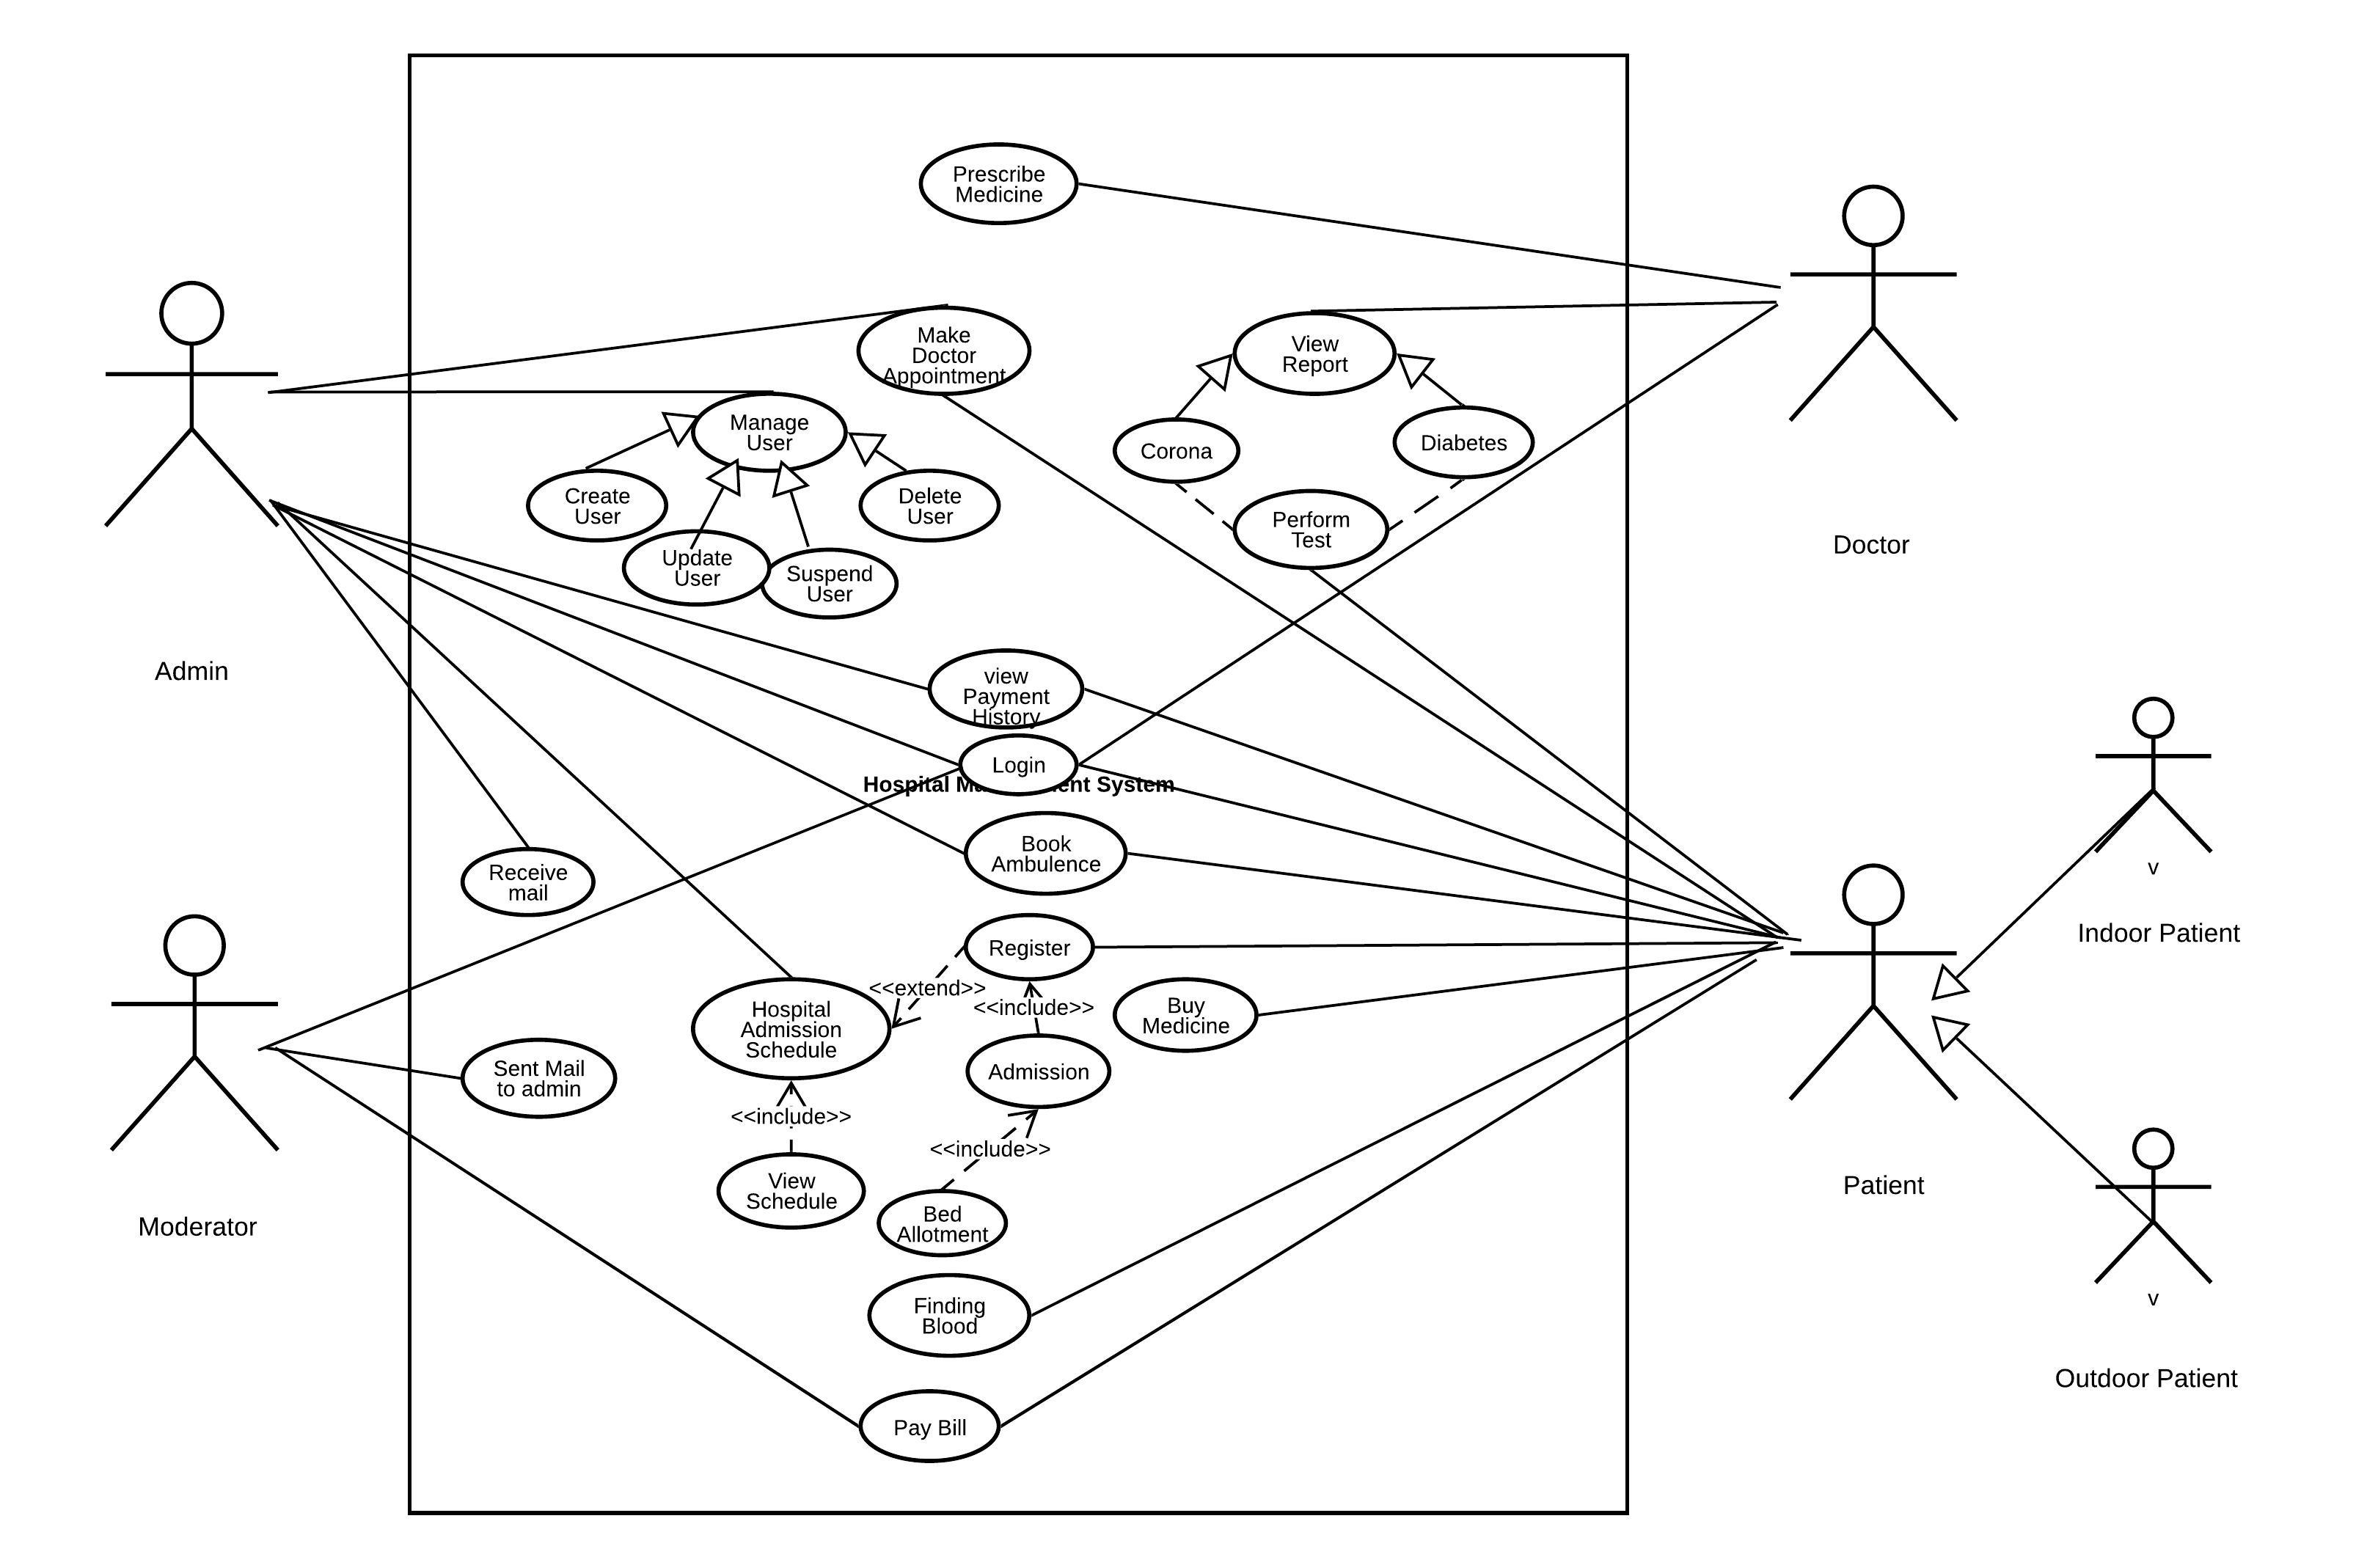 Prescribe
Medicine
Make
Doctor
Appointment
View
Report
Manage
User
Corona
Diabetes
Create
User
Delete
User
Perform
Test
Update
User
Suspend
User
Doctor
Admin
view
Payment
History
Login
Hospital Ma ent System
Book
Ambulence
Receive
mail
v
Indoor Patient
Register
<<extend>>
<<include>>
Hospital
Admission
Schedule
Buy
Medicine
Admission
Sent Mail
to admin
<<include>>
<<include>>
View
Schedule
Patient
Bed
Allotment
Moderator
Finding
Blood
v
Outdoor Patient
Pay Bill